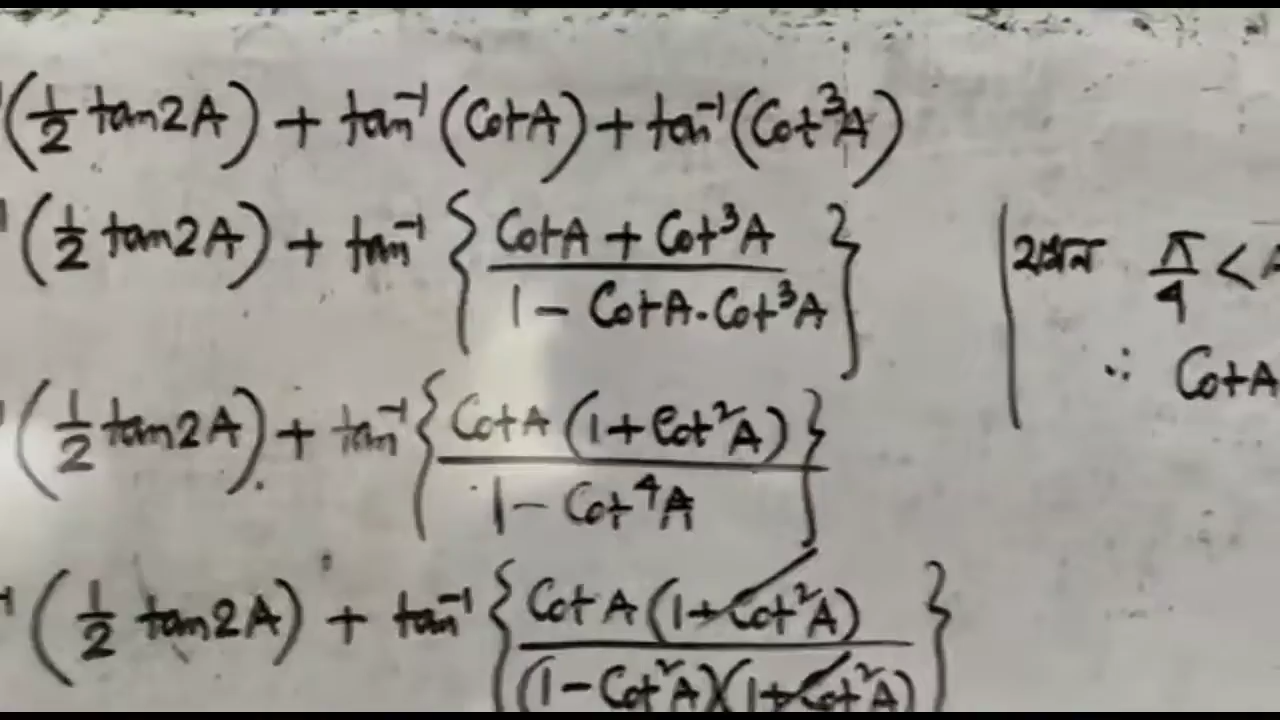 (1/2 tan2A) + tan⁻¹(CotA) + tan⁻¹(Cot³A)
⁻¹(1/2 tan2A) + tan⁻¹{(CotA + Cot³A)/(1 - CotA·Cot³A)}
(1/2 tan2A) + tan⁻¹{CotA(1+Cot²A)/(1 - Cot⁴A)}
⁻¹(1/2 tan2A) + tan⁻¹{CotA(1+Cot²A)/((1-Cot²A)(1+Cot²A))}
π/4 <
∴ CotA